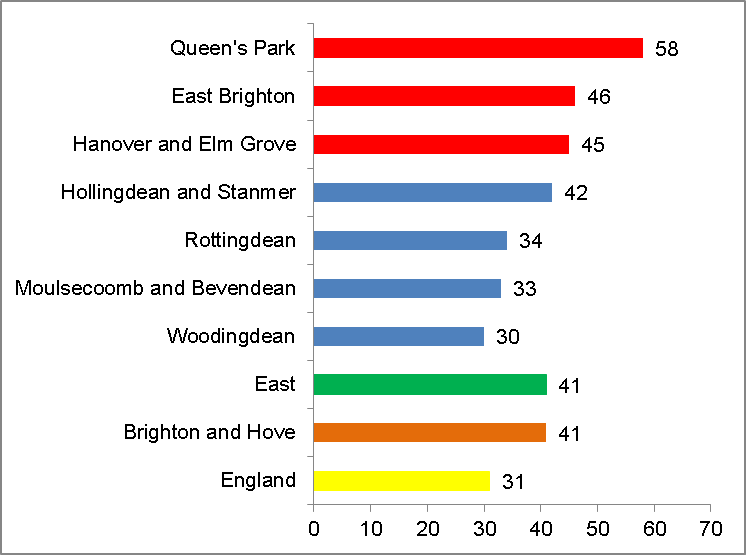 Queen's Park 58
East Brighton 46
Hanover and Elm Grove 45
Hollingdean and Stanmer 42
Rottingdean 34
Moulsecoomb and Bevendean 33
Woodingdean 30
East 41
Brighton and Hove 41
England 31
0 10 20 30 40 50 60 70